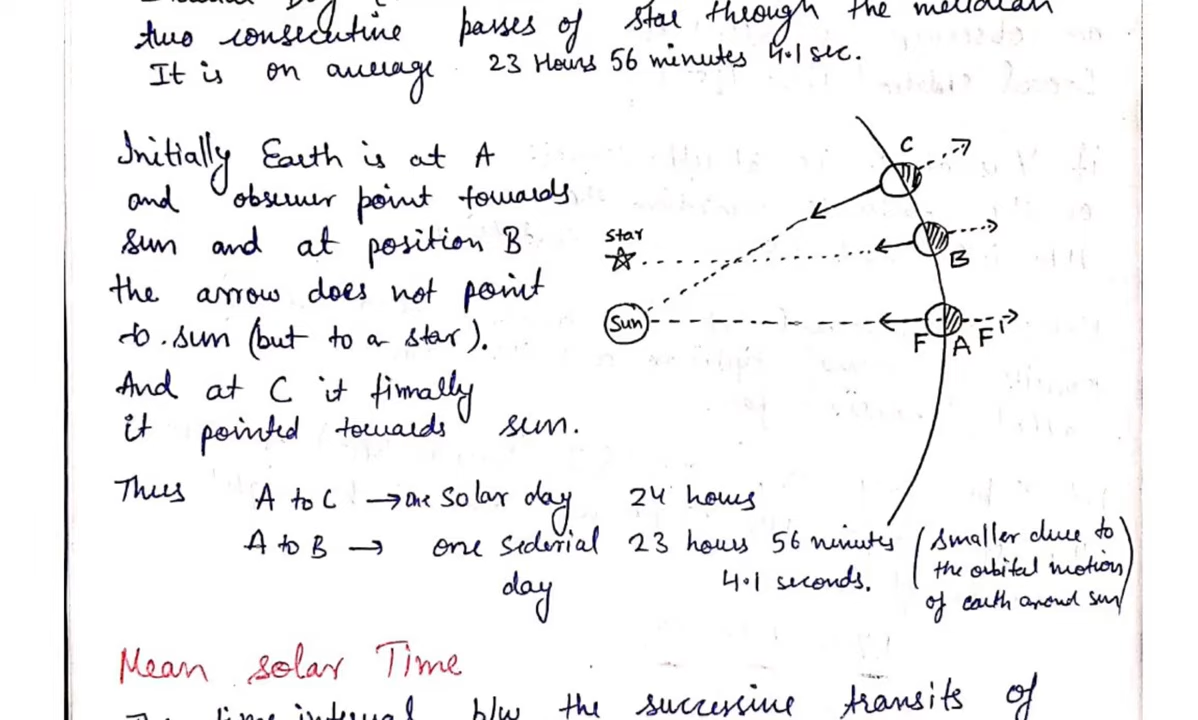 two consecutive passes of star through the meridian
It is on average 23 Hours 56 minutes 4.1 sec.
Initially Earth is at A
and observer point towards
sun and at position B
the arrow does not point
to sun (but to a star).
And at C it finnally
it pointed towards sun.
C
star
B
Sun
F A F'
Thus A to C → one solar day 24 hours
A to B → one sederial 23 hours 56 minutes (smaller due to
day 4.1 seconds. the orbital motion
of earth around sun)
Mean solar Time
time interval b/w the successive transits of